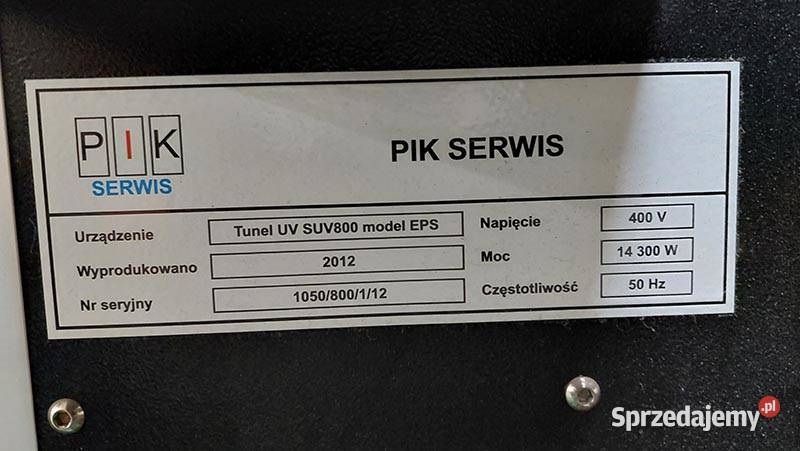 PIK
SERWIS
PIK SERWIS
Urządzenie
Tunel UV SUV800 model EPS
Napięcie
400 V
Wyprodukowano
2012
Moc
14 300 W
Nr seryjny
1050/800/1/12
Częstotliwość
50 Hz
Sprzedajemy.pl